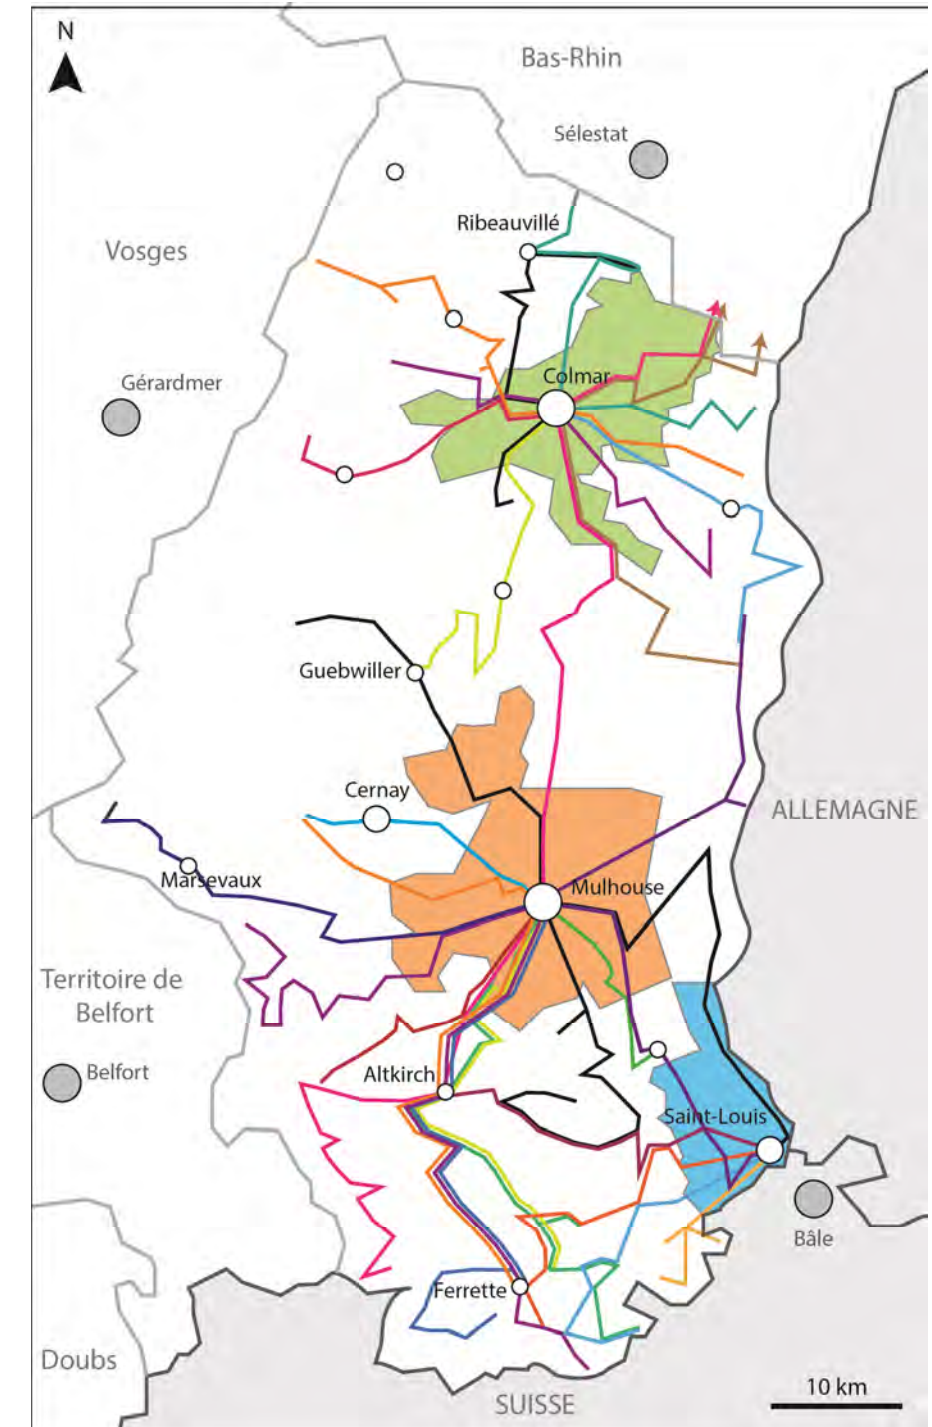 N
Bas-Rhin
Sélestat
Ribeauvillé
Vosges
Gérardmer
Colmar
Guebwiller
Cernay
ALLEMAGNE
Marsevaux
Mulhouse
Territoire de
Belfort
Belfort
Altkirch
Saint-Louis
Bâle
Ferrette
Doubs
10 km
SUISSE